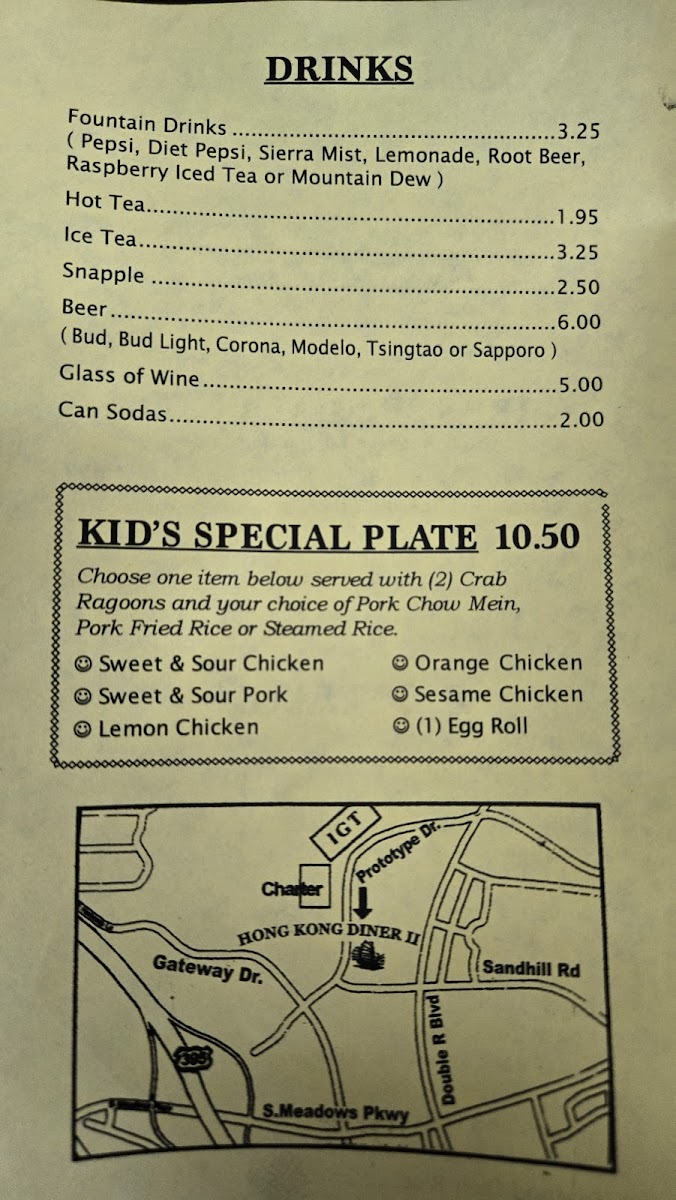 DRINKS
Fountain Drinks ................................................3.25
( Pepsi, Diet Pepsi, Sierra Mist, Lemonade, Root Beer,
Raspberry Iced Tea or Mountain Dew )
Hot Tea.............................................................1.95
Ice Tea..............................................................3.25
Snapple ............................................................2.50
Beer..................................................................6.00
( Bud, Bud Light, Corona, Modelo, Tsingtao or Sapporo )
Glass of Wine.....................................................5.00
Can Sodas..........................................................2.00
KID'S SPECIAL PLATE 10.50
Choose one item below served with (2) Crab
Ragoons and your choice of Pork Chow Mein,
Pork Fried Rice or Steamed Rice.
☺ Sweet & Sour Chicken
☺ Orange Chicken
☺ Sweet & Sour Pork
☺ Sesame Chicken
☺ Lemon Chicken
☺ (1) Egg Roll
IGT
Prototype Dr.
Charter
HONG KONG DINER II
Gateway Dr.
Sandhill Rd
Double R Blvd
395
S.Meadows Pkwy